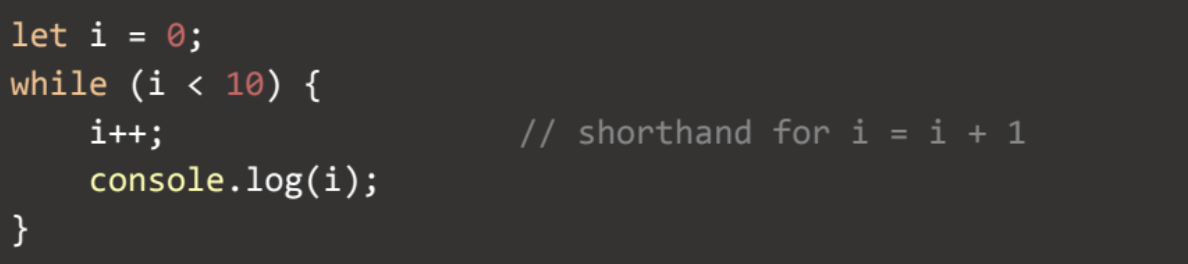 let i = 0;
while (i < 10) {
    i++;                      // shorthand for i = i + 1
    console.log(i);
}